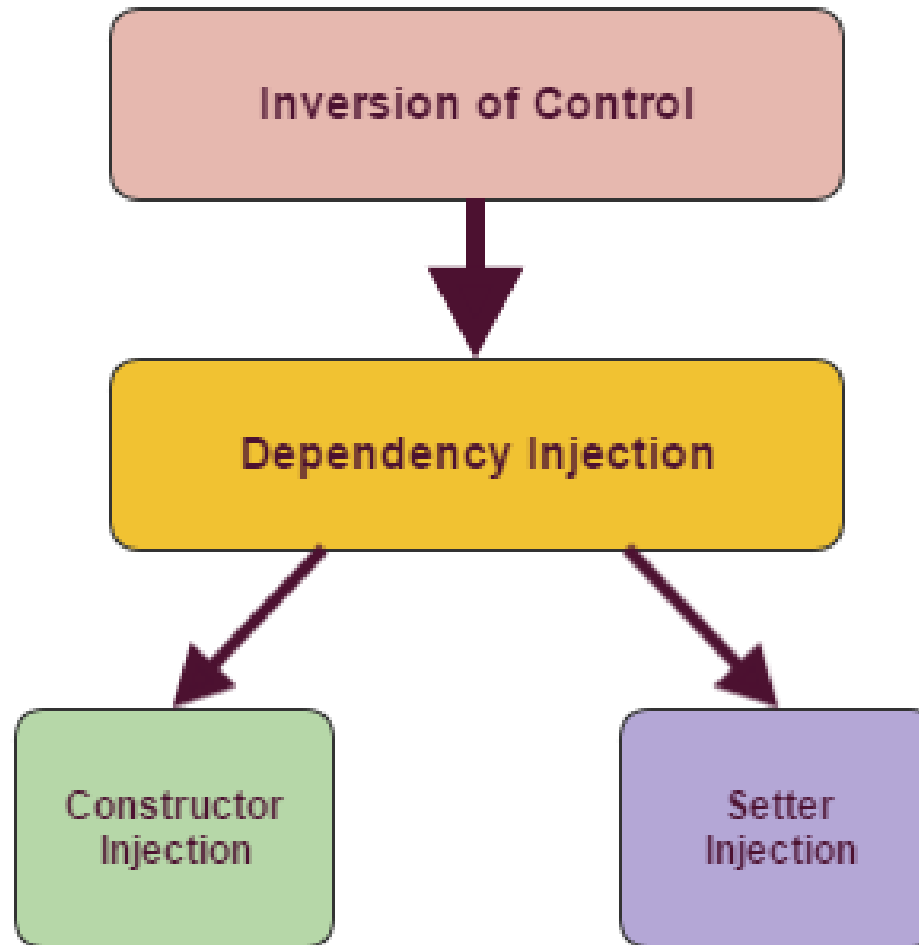 Inversion of Control
Dependency Injection
Constructor
Injection
Setter
Injection